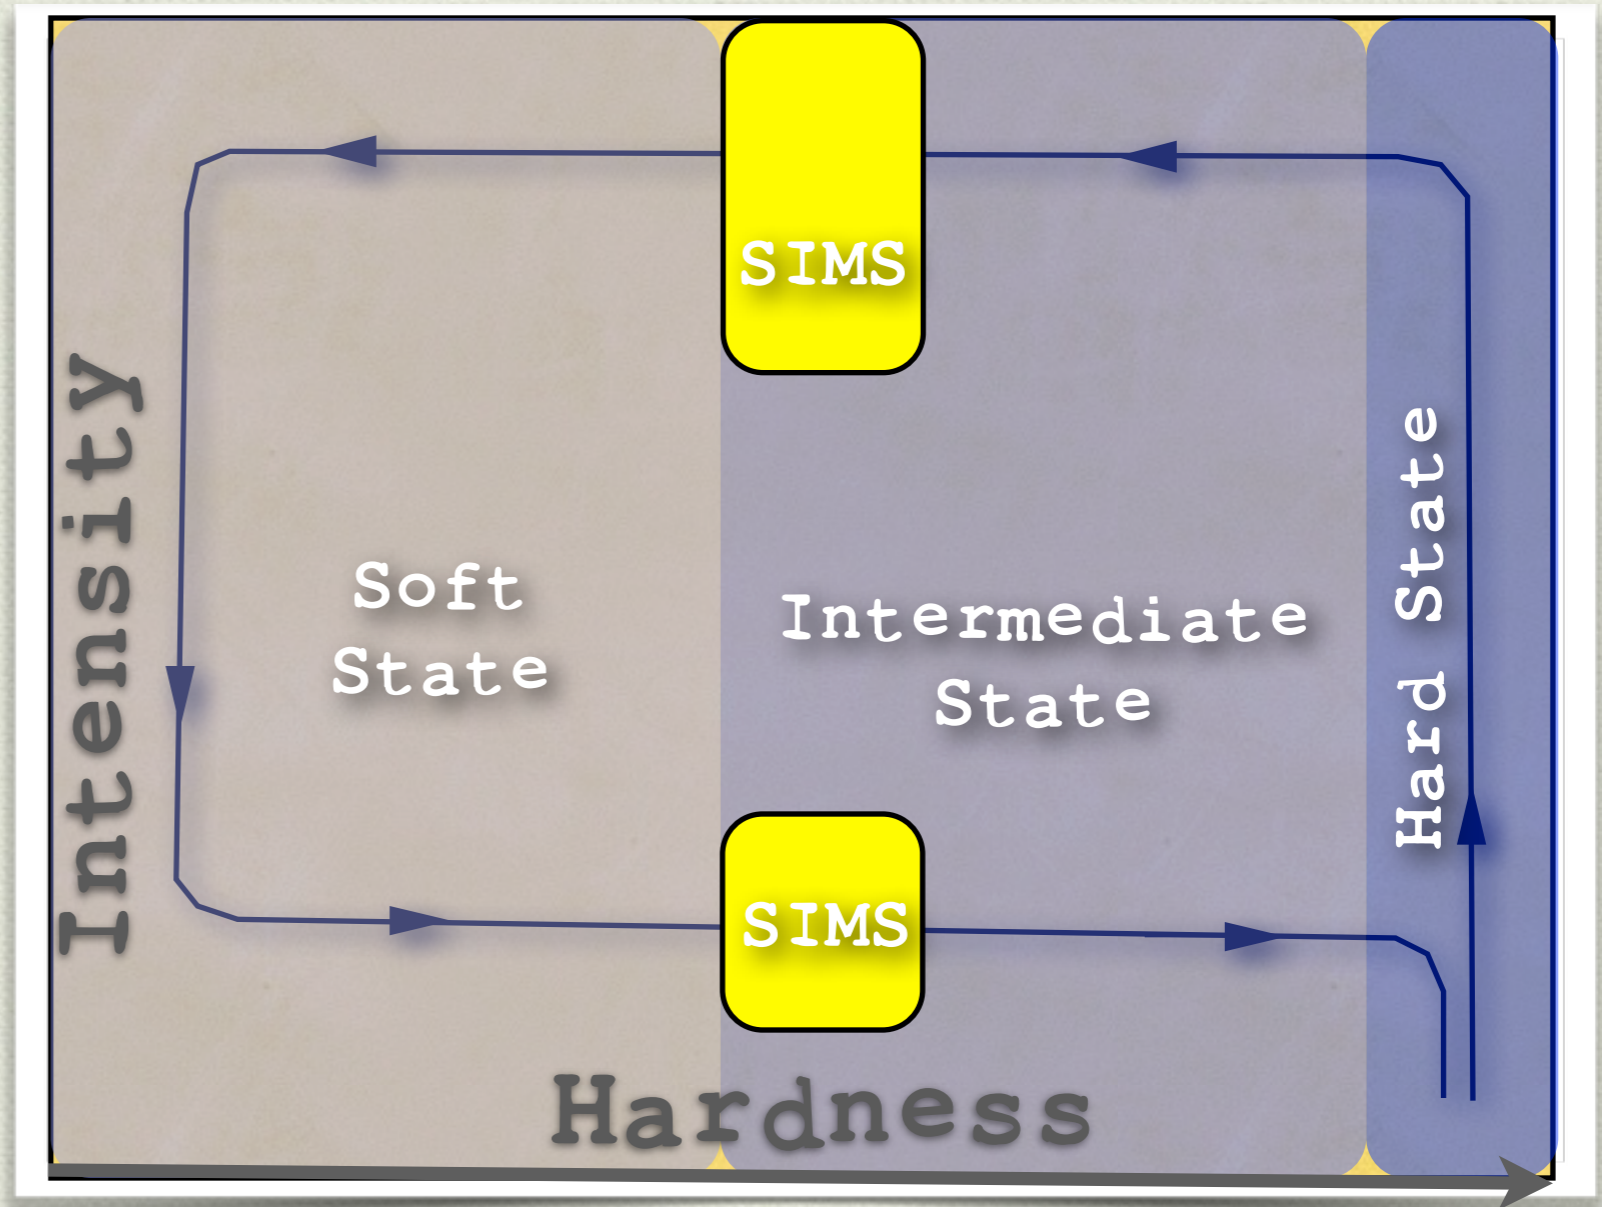 SIMS
Intensity
Soft
State
Intermediate
State
Hard State
SIMS
Hardness